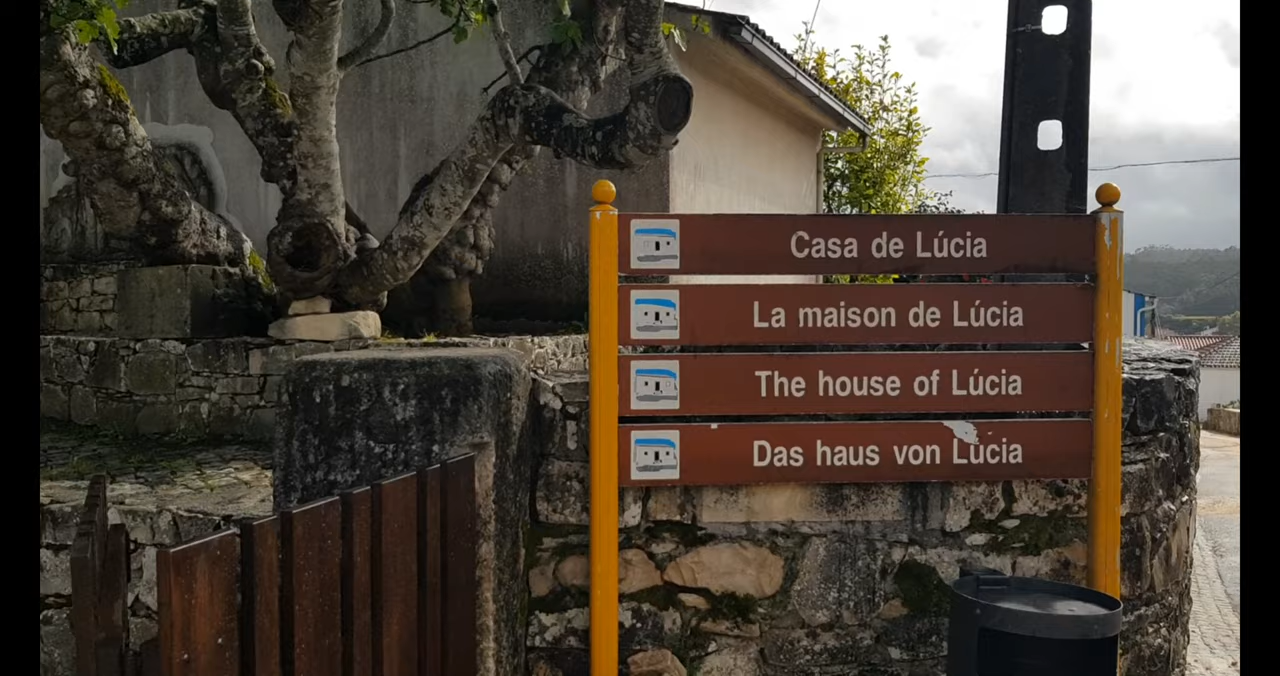 Casa de Lúcia
La maison de Lúcia
The house of Lúcia
Das haus von Lúcia